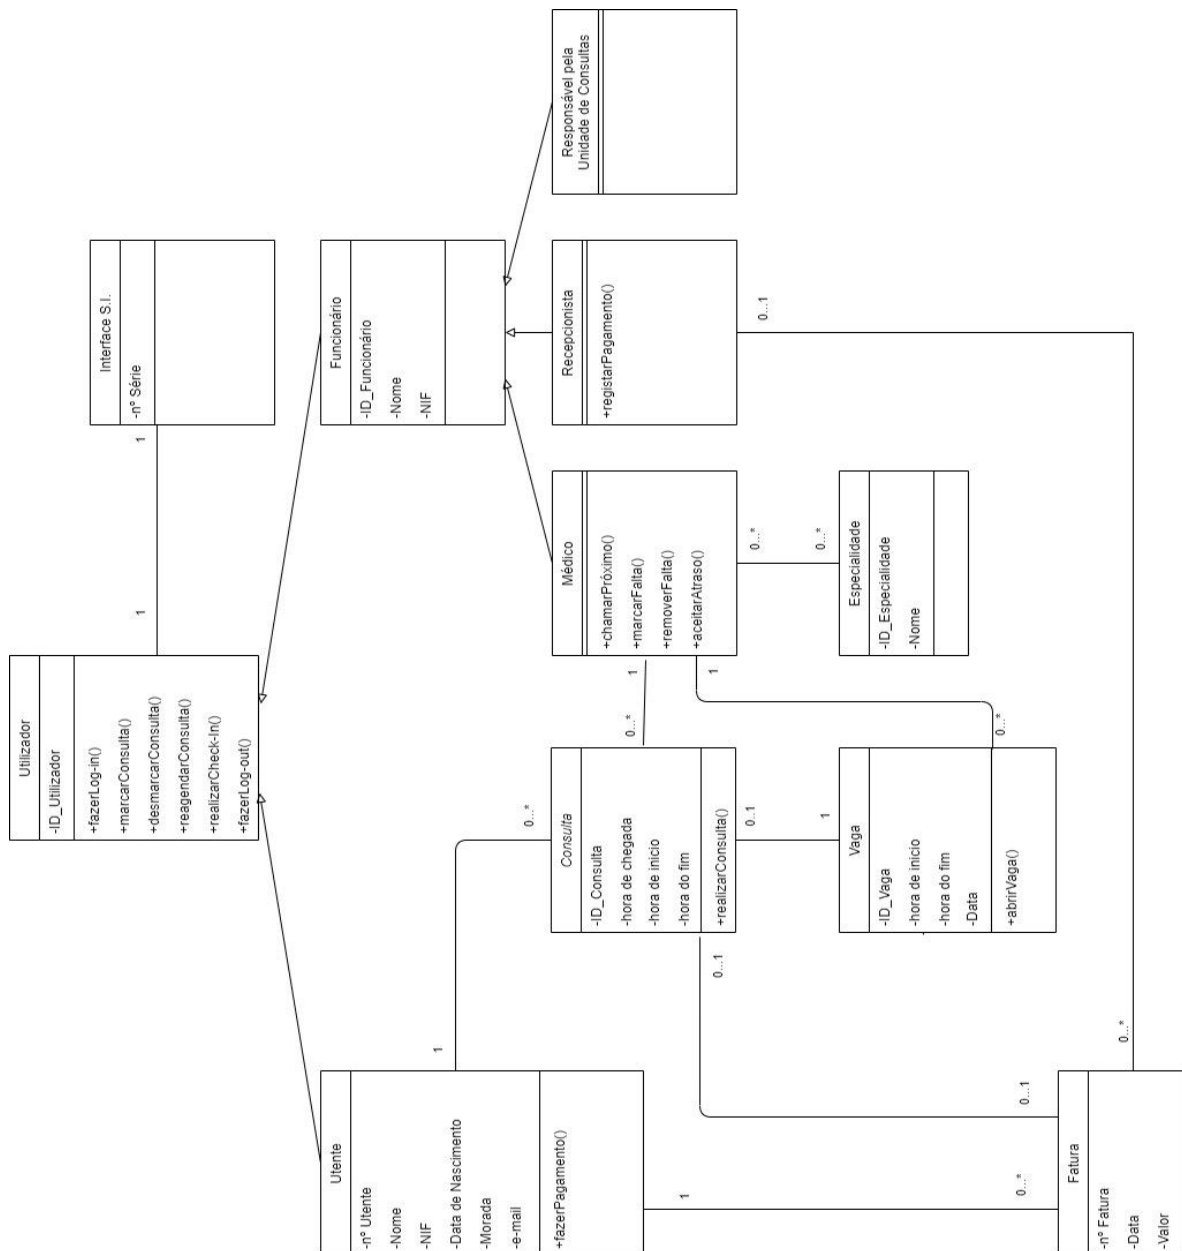 Utilizador
-ID_Utilizador
+fazerLog-in()
+marcarConsulta()
+desmarcarConsulta()
+reagendarConsulta()
+realizarCheck-In()
+fazerLog-out()
1
1
Interface S.I.
-nº Série
Utente
-nº Utente
-Nome
-NIF
-Data de Nascimento
-Morada
-e-mail
+fazerPagamento()
Funcionário
-ID_Funcionário
-Nome
-NIF
1
0...*
Consulta
-ID_Consulta
-hora de chegada
-hora de inicio
-hora do fim
+realizarConsulta()
0...*
1
Médico
+chamarPróximo()
+marcarFalta()
+removerFalta()
+aceitarAtraso()
Recepcionista
+registarPagamento()
Responsável pela
Unidade de Consultas
1
0...1
0...1
1
0...*
0...*
0...*
0...1
Vaga
-ID_Vaga
-hora de inicio
-hora do fim
-Data
+abrirVaga()
Especialidade
-ID_Especialidade
-Nome
1
0...*
0...1
0...*
Fatura
-nº Fatura
-Data
-Valor